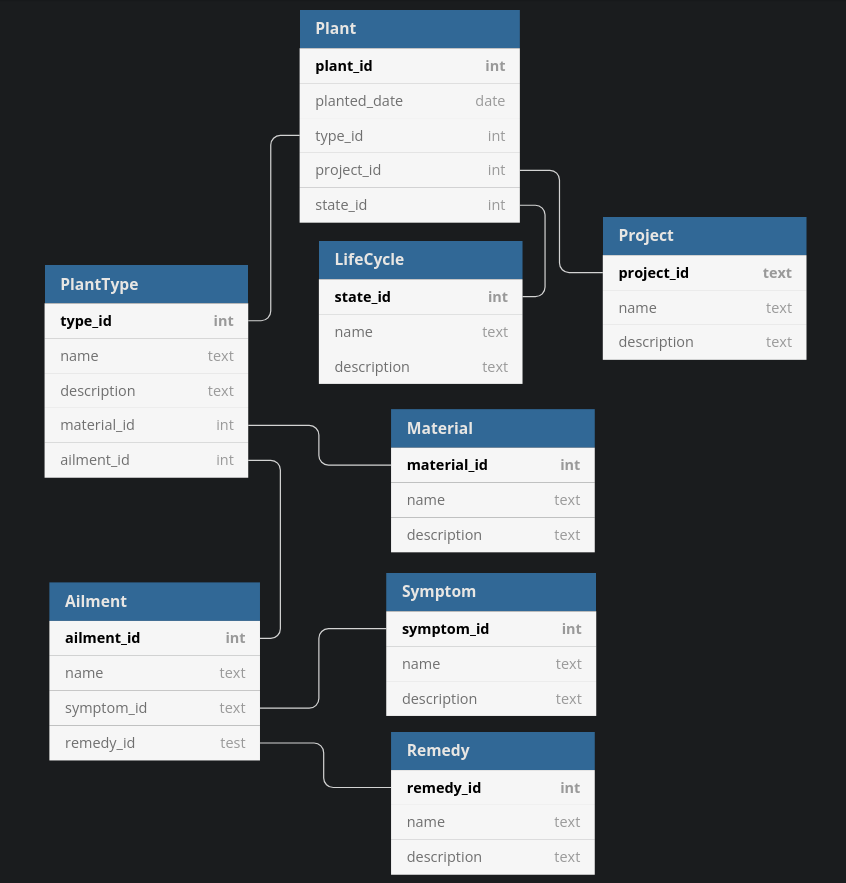 Plant
plant_id int
planted_date date
type_id int
project_id int
state_id int
Project
project_id text
name text
description text
LifeCycle
state_id int
name text
description text
PlantType
type_id int
name text
description text
material_id int
ailment_id int
Material
material_id int
name text
description text
Ailment
ailment_id int
name text
symptom_id text
remedy_id test
Symptom
symptom_id int
name text
description text
Remedy
remedy_id int
name text
description text